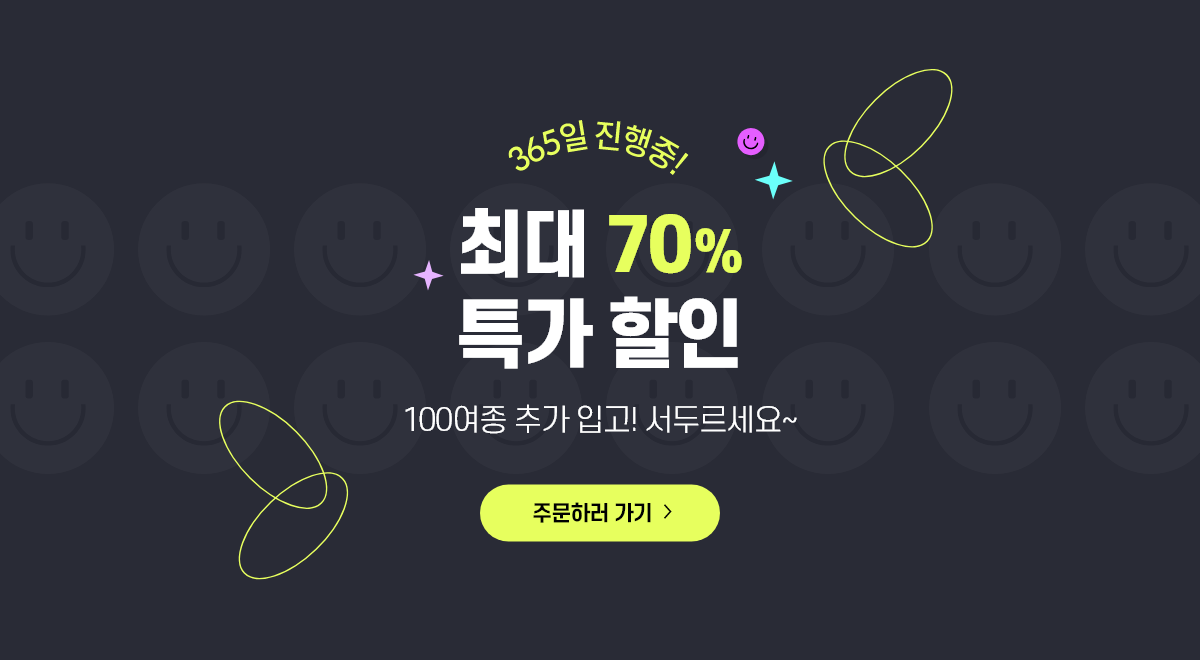 365일 진행중!
최대 70%
특가 할인
100여종 추가 입고! 서두르세요~
주문하러 가기 >